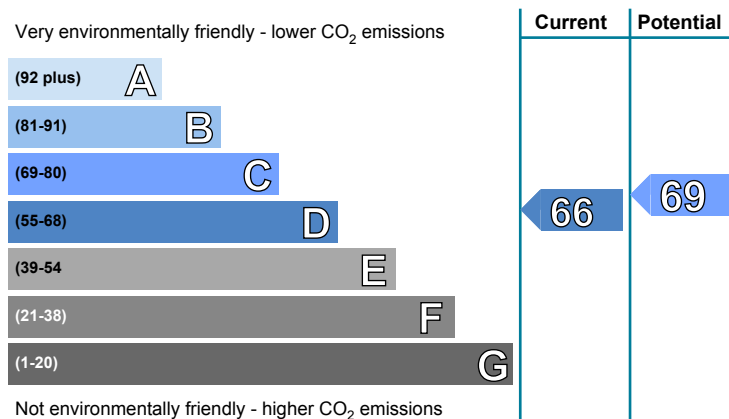 Very environmentally friendly - lower CO₂ emissions
Current
Potential
(92 plus) A
(81-91) B
(69-80) C
(55-68) D
(39-54 E
(21-38) F
(1-20) G
66
69
Not environmentally friendly - higher CO₂ emissions